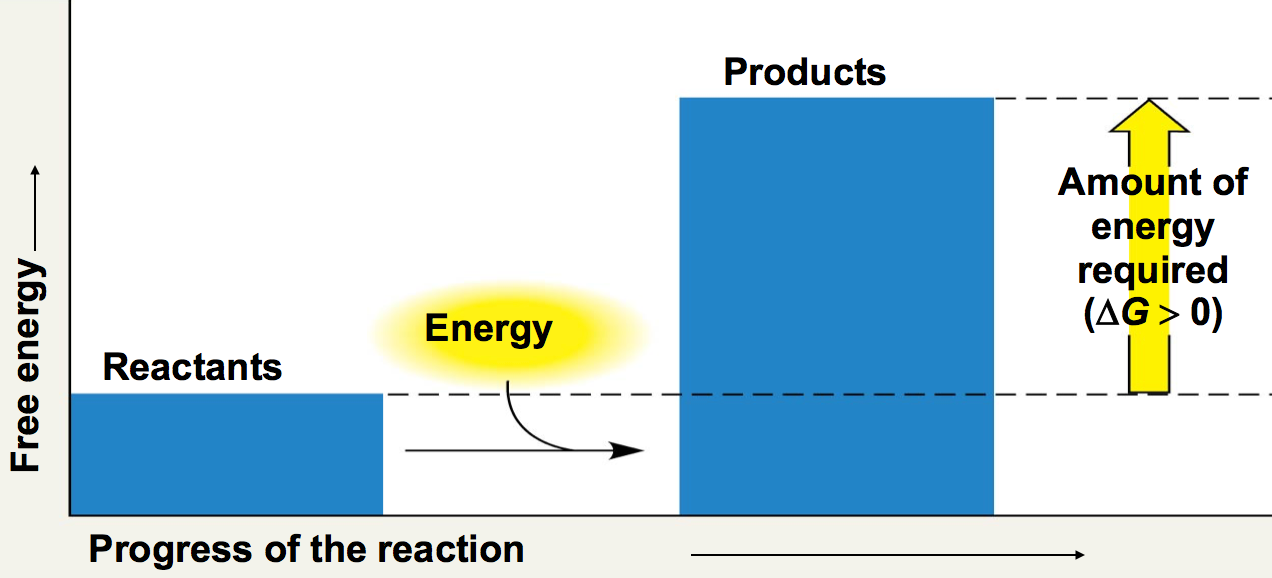 Products
Amount of
energy
required
(ΔG > 0)
Energy
Reactants
Free energy
Progress of the reaction